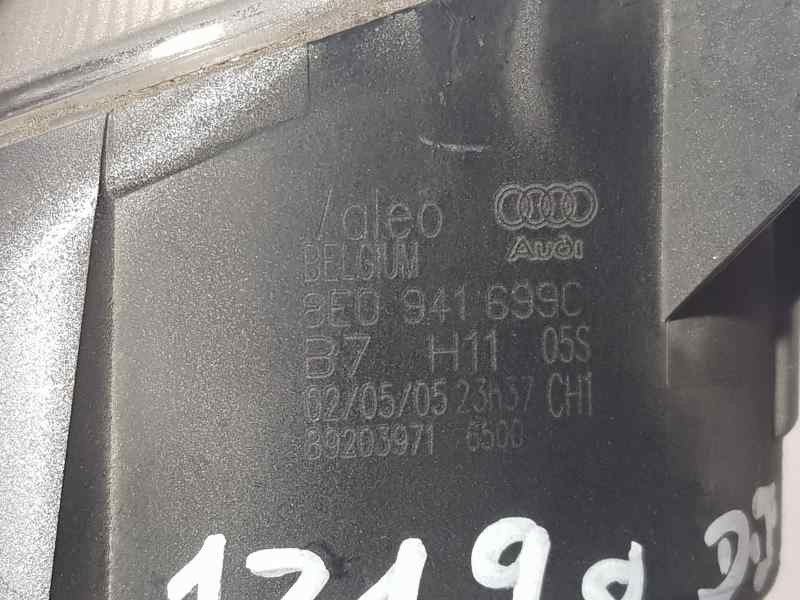 Valeo
Audi
BELGIUM
8E0 941 699C
B7 H11 05S
02/05/05 23h37 CH1
89203971 6500